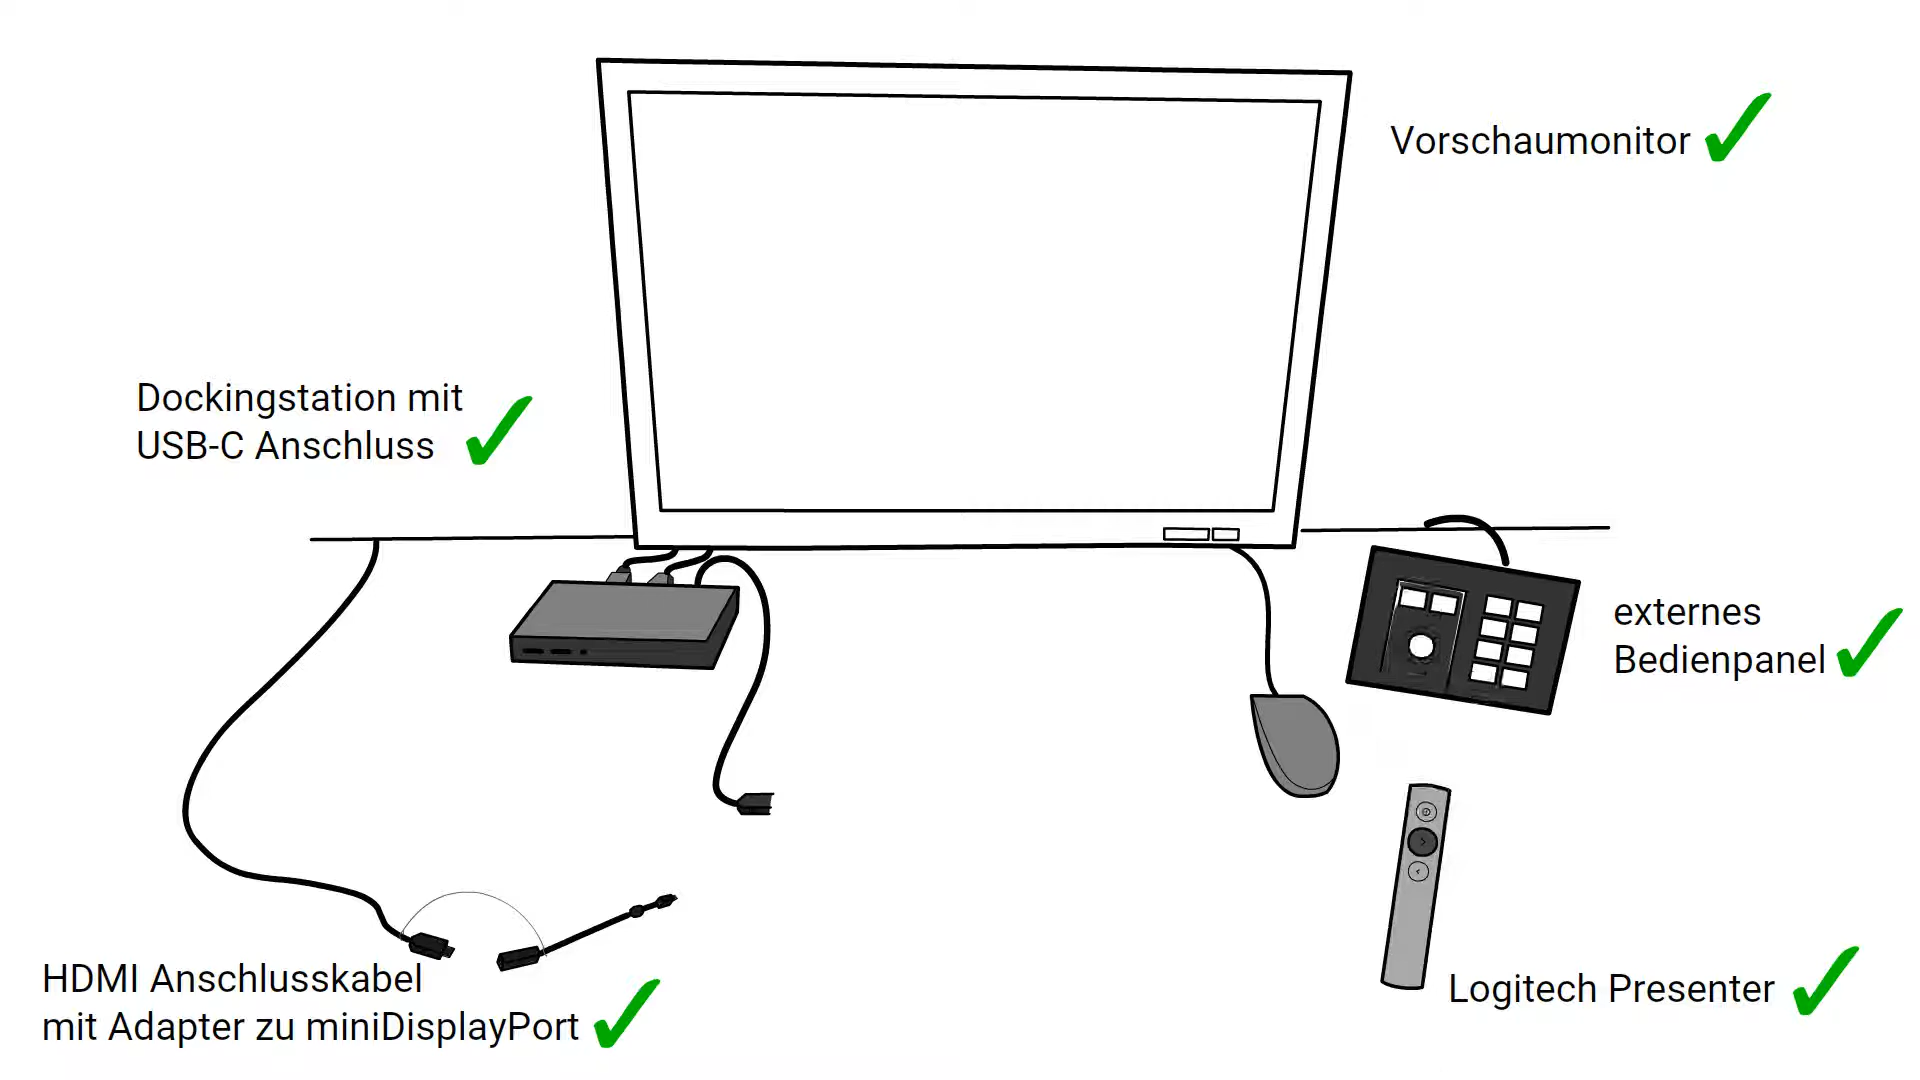 Vorschaumonitor
Dockingstation mit
USB-C Anschluss
externes
Bedienpanel
HDMI Anschlusskabel
mit Adapter zu miniDisplayPort
Logitech Presenter